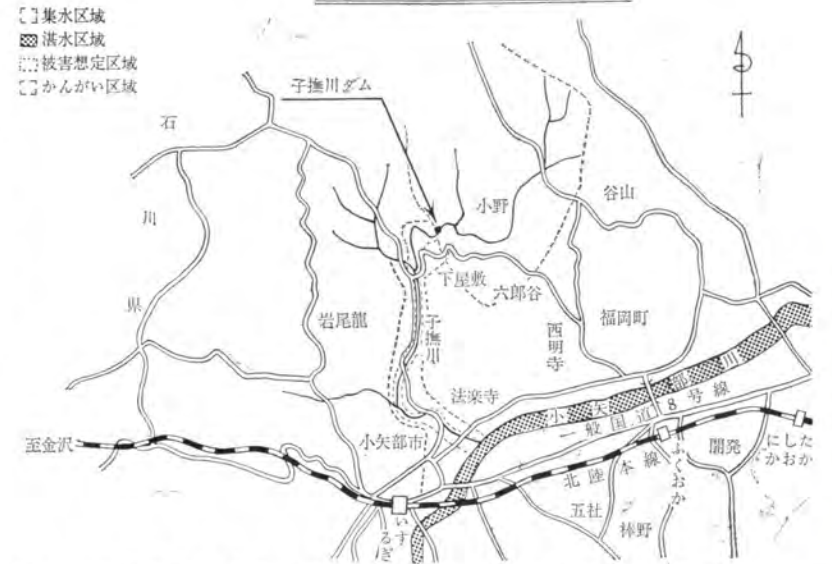 集水区域
湛水区域
被害想定区域
かんがい区域
子撫川ダム
石川県
小野
谷山
下屋敷
六郎谷
岩尾龍
子撫川
西明寺
福岡町
法楽寺
小矢部川
一般国道8号線
至金沢
小矢部市
北陸本線
ふくおか
開発
にしたか
かお
五社
棒野
いするぎ